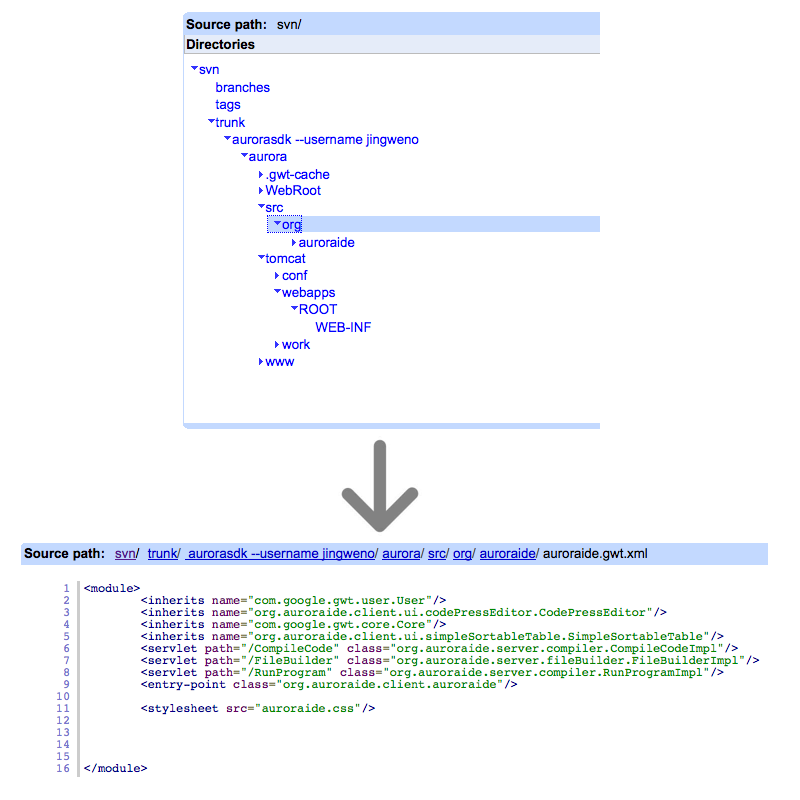 Source path: svn/
Directories
svn
branches
tags
trunk
aurorasdk --username jingweno
aurora
.gwt-cache
WebRoot
src
org
auroraide
tomcat
conf
webapps
ROOT
WEB-INF
work
www
Source path: svn/ trunk/ aurorasdk --username jingweno/ aurora/ src/ org/ auroraide/ auroraide.gwt.xml
1 <module>
2 <inherits name="com.google.gwt.user.User"/>
3 <inherits name="org.auroraide.client.ui.codePressEditor.CodePressEditor"/>
4 <inherits name="com.google.gwt.core.Core"/>
5 <inherits name="org.auroraide.client.ui.simpleSortableTable.SimpleSortableTable"/>
6 <servlet path="/CompileCode" class="org.auroraide.server.compiler.CompileCodeImpl"/>
7 <servlet path="/FileBuilder" class="org.auroraide.server.fileBuilder.FileBuilderImpl"/>
8 <servlet path="/RunProgram" class="org.auroraide.server.compiler.RunProgramImpl"/>
9 <entry-point class="org.auroraide.client.auroraide"/>
10
11 <stylesheet src="auroraide.css"/>
12
13
14
15
16 </module>